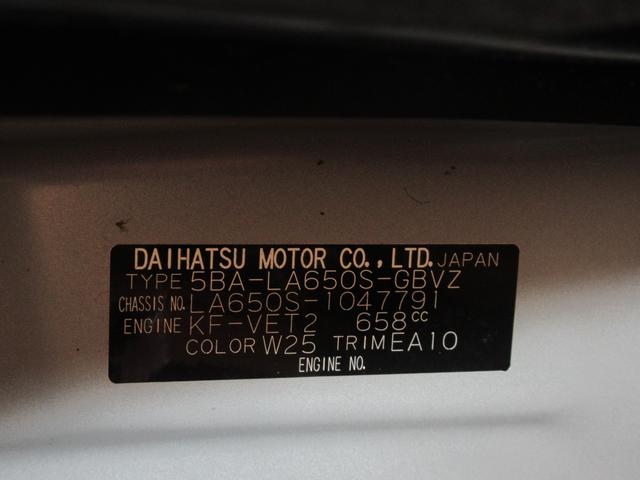 DAIHATSU MOTOR CO., LTD. JAPAN
TYPE 5BA-LA650S-GBVZ
CHASSIS NO. LA650S-1047791
ENGINE KF-VET2 658cc
COLOR W25 TRIM EA10
ENGINE NO.